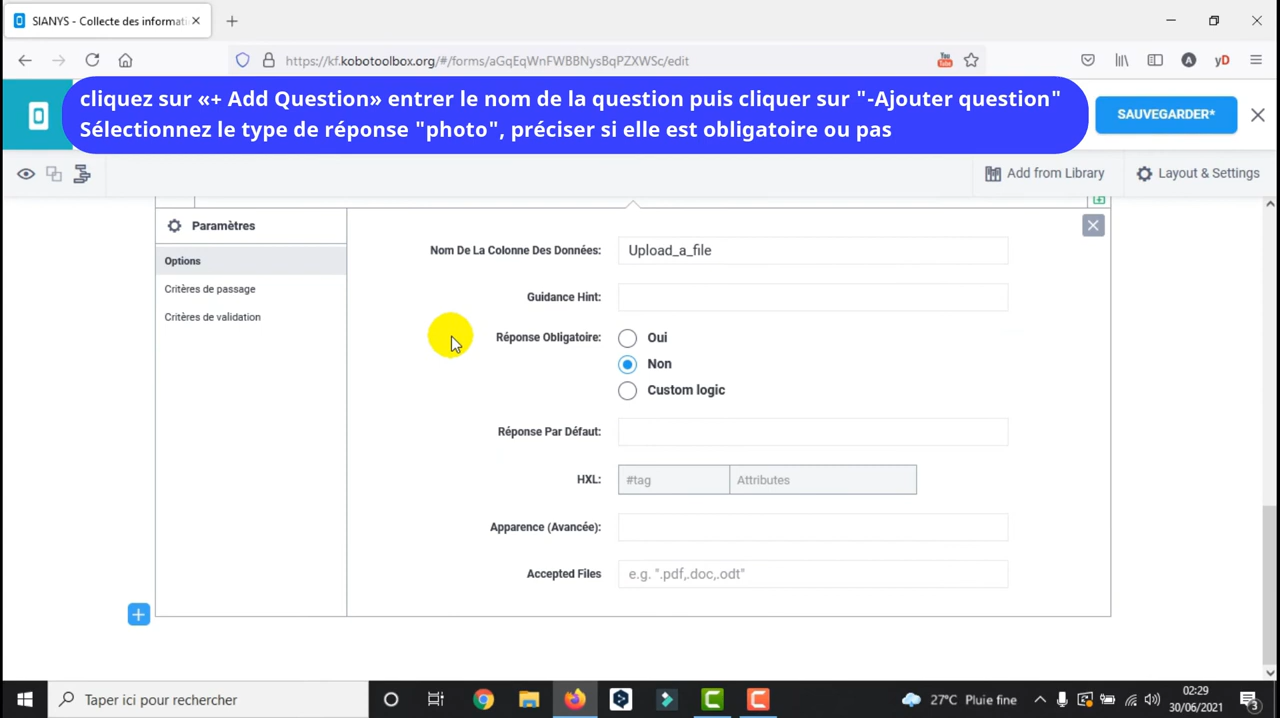 SIANYS - Collecte des informati
https://kf.kobotoolbox.org/#/forms/aGqEqWnFWBBNysBqPZXWSc/edit
cliquez sur «+ Add Question» entrer le nom de la question puis cliquer sur "-Ajouter question"
Sélectionnez le type de réponse "photo", préciser si elle est obligatoire ou pas
SAUVEGARDER*
Add from Library
Layout & Settings
Paramètres
Options
Critères de passage
Critères de validation
Nom De La Colonne Des Données: Upload_a_file
Guidance Hint:
Réponse Obligatoire: Oui
Non
Custom logic
Réponse Par Défaut:
HXL: #tag Attributes
Apparence (Avancée):
Accepted Files e.g. ".pdf,.doc,.odt"
Taper ici pour rechercher
27°C Pluie fine
02:29
30/06/2021
3